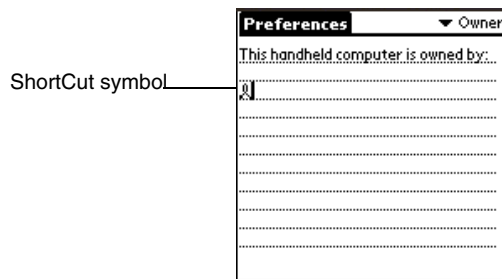 Preferences ▼ Owner
This handheld computer is owned by:
ShortCut symbol